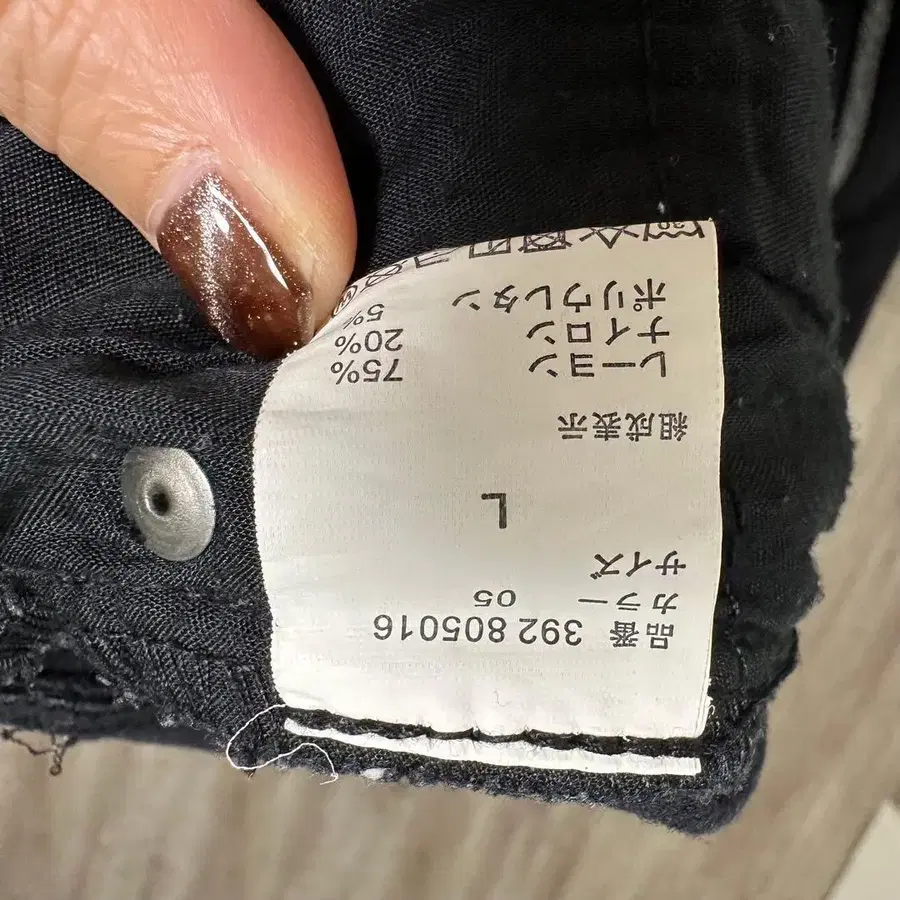 品番 392 805016
カラー 05
サイズ
L
組成表示
レーヨン 75%
ナイロン 20%
ポリウレタン 5%